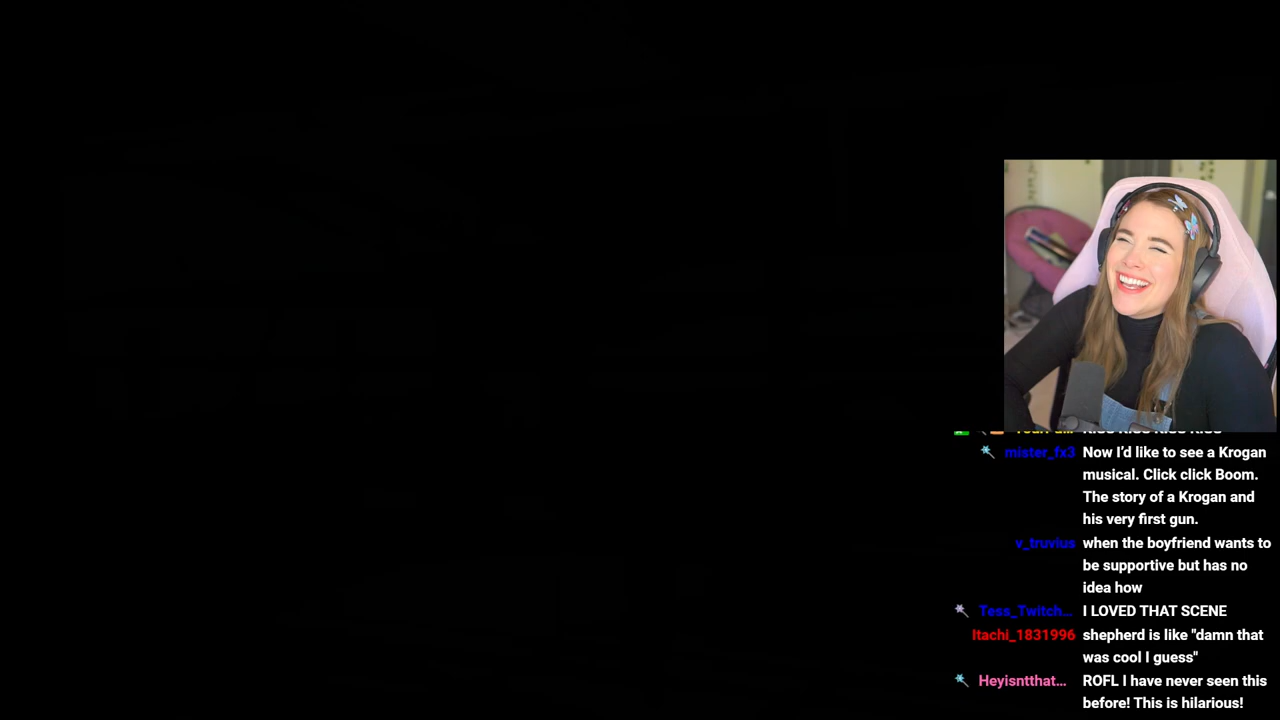 mister_fx3 Now I'd like to see a Krogan
musical. Click click Boom.
The story of a Krogan and
his very first gun.
v_truvius when the boyfriend wants to
be supportive but has no
idea how
Tess_Twitch... I LOVED THAT SCENE
Itachi_1831996 shepherd is like "damn that
was cool I guess"
Heyisntthat... ROFL I have never seen this
before! This is hilarious!